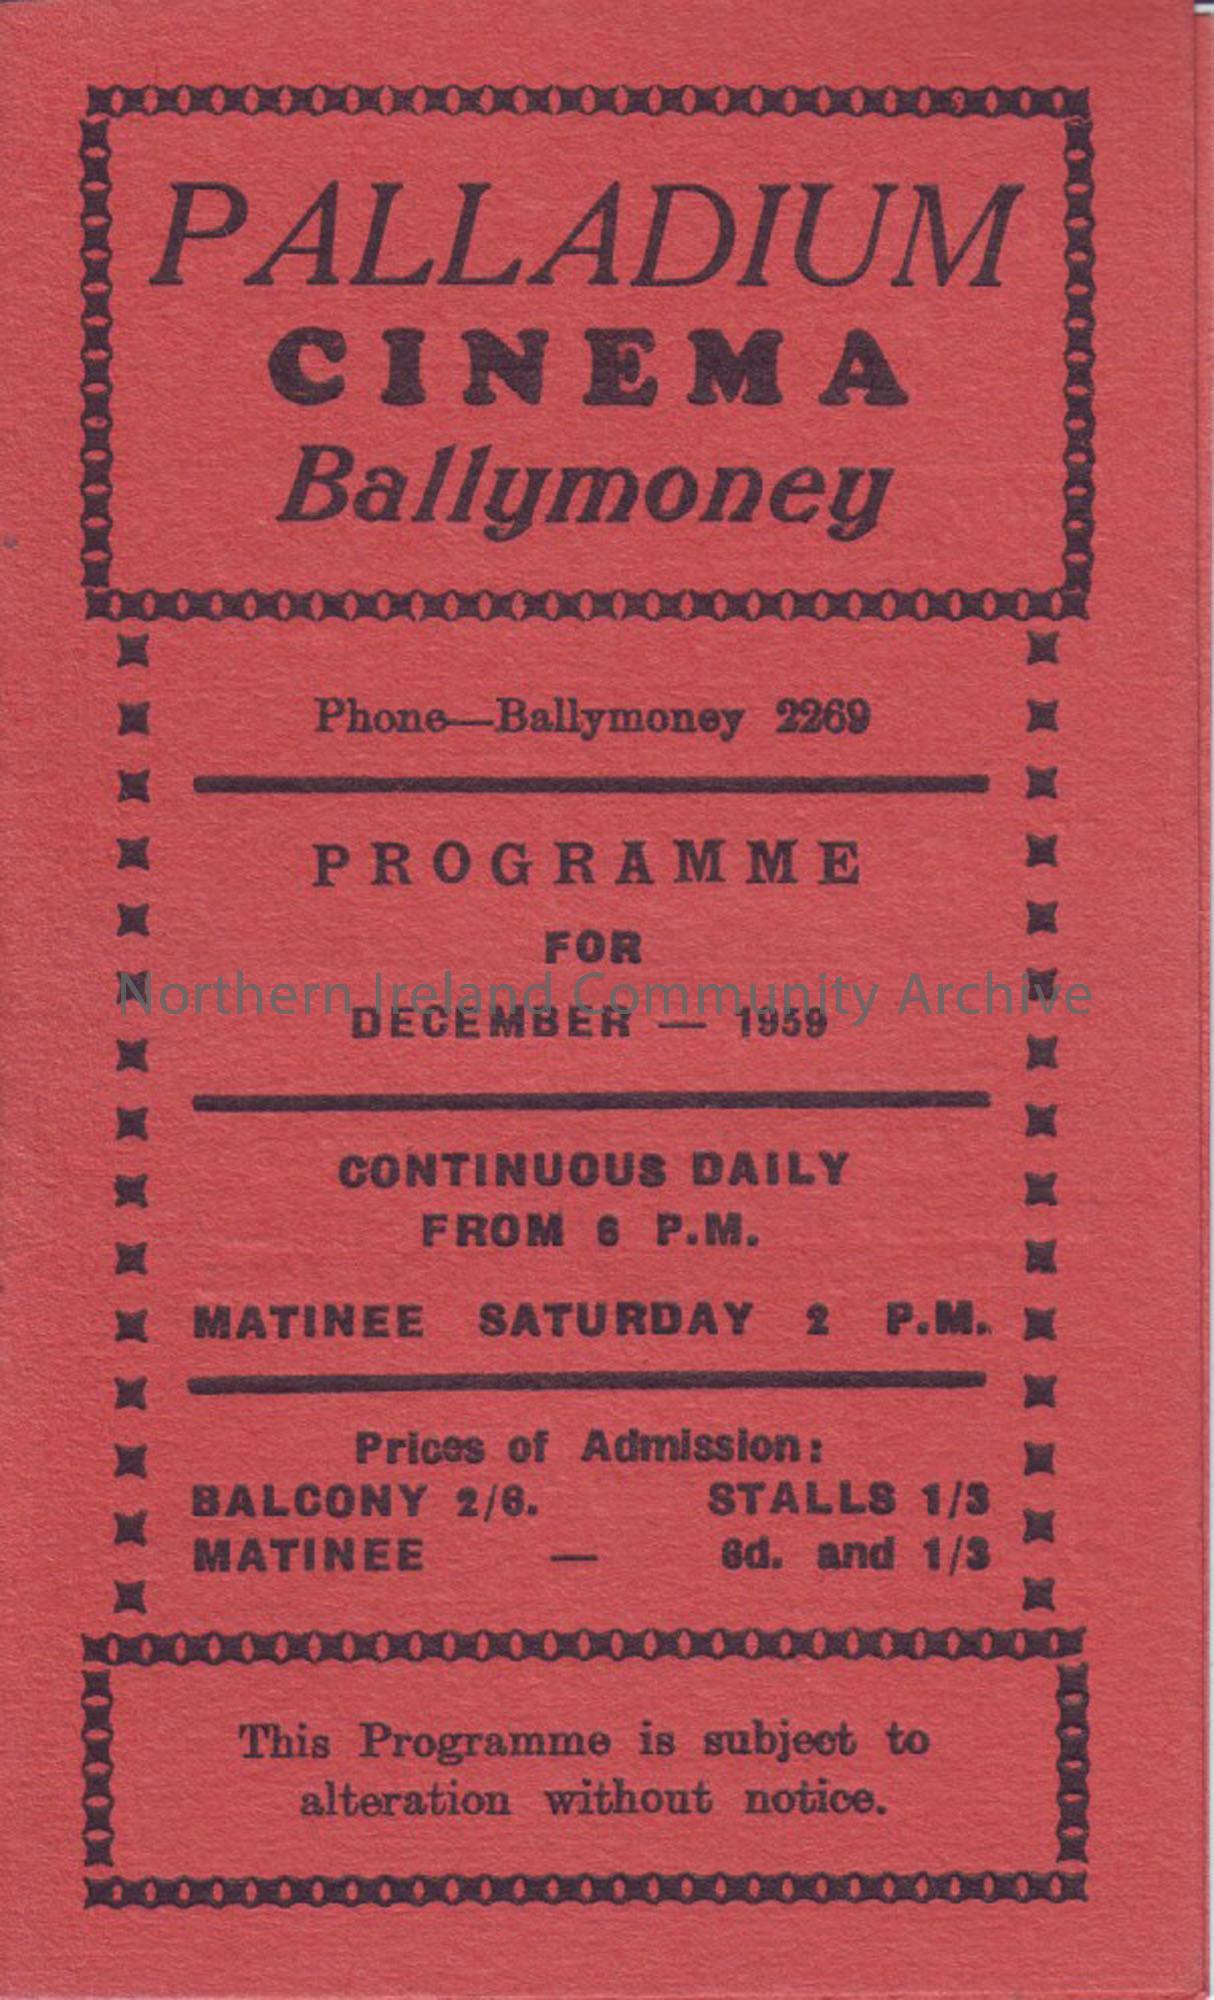 PALLADIUM
CINEMA
Ballymoney
Phone—Ballymoney 2269
PROGRAMME
FOR
Northern Ireland Community Archive
DECEMBER — 1959
CONTINUOUS DAILY
FROM 6 P.M.
MATINEE SATURDAY 2 P.M.
Prices of Admission:
BALCONY 2/6. STALLS 1/3
MATINEE — 6d. and 1/3
This Programme is subject to
alteration without notice.